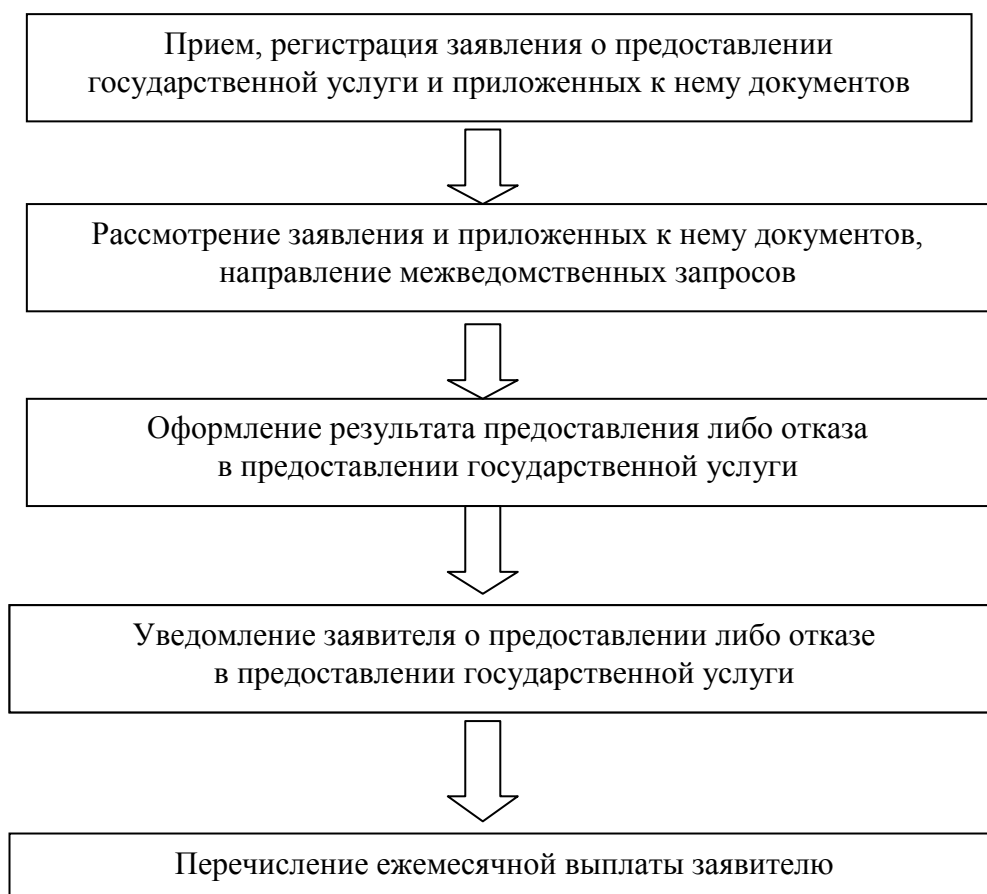 Прием, регистрация заявления о предоставлении
государственной услуги и приложенных к нему документов
Рассмотрение заявления и приложенных к нему документов,
направление межведомственных запросов
Оформление результата предоставления либо отказа
в предоставлении государственной услуги
Уведомление заявителя о предоставлении либо отказе
в предоставлении государственной услуги
Перечисление ежемесячной выплаты заявителю